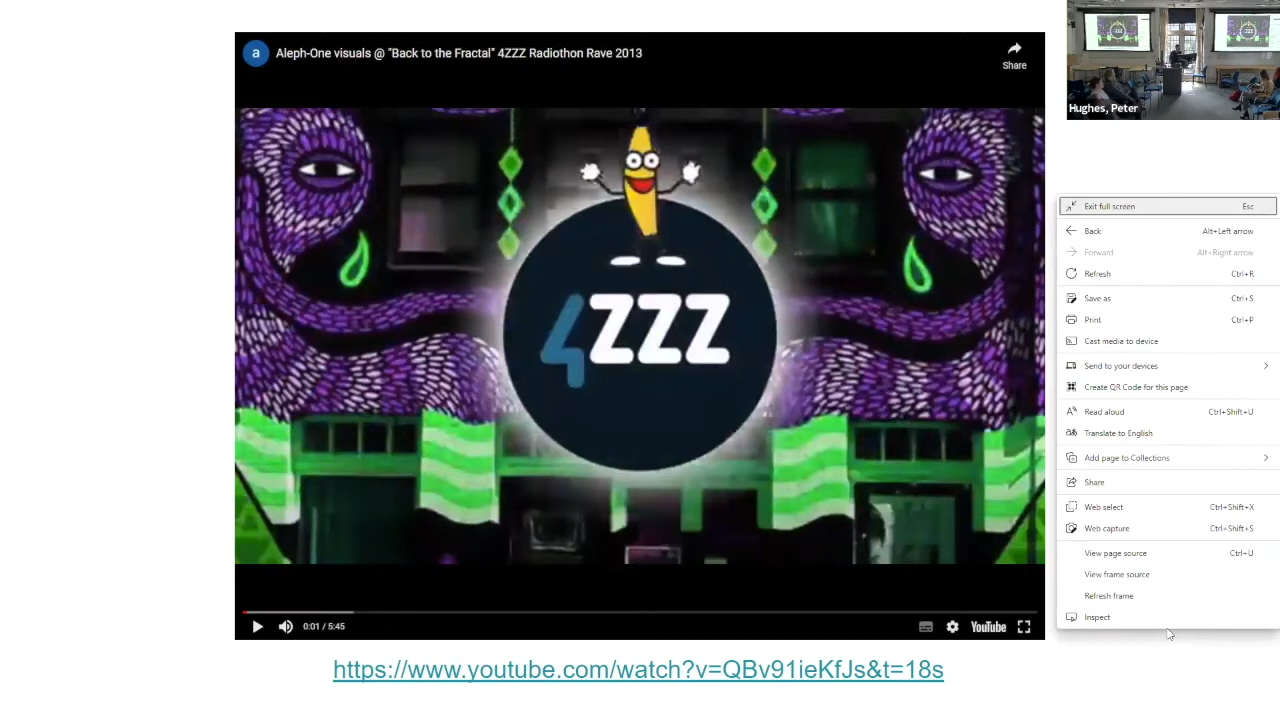 a
Aleph-One visuals @ "Back to the Fractal" 4ZZZ Radiothon Rave 2013
Share
4ZZZ
0:01 / 5:45
YouTube
https://www.youtube.com/watch?v=QBv91ieKfJs&t=18s
Hughes, Peter
Exit full screen Esc
Back Alt+Left arrow
Forward Alt+Right arrow
Refresh Ctrl+R
Save as Ctrl+S
Print Ctrl+P
Cast media to device
Send to your devices
Create QR Code for this page
Read aloud Ctrl+Shift+U
Translate to English
Add page to Collections
Share
Web select Ctrl+Shift+X
Web capture Ctrl+Shift+S
View page source Ctrl+U
View frame source
Refresh frame
Inspect